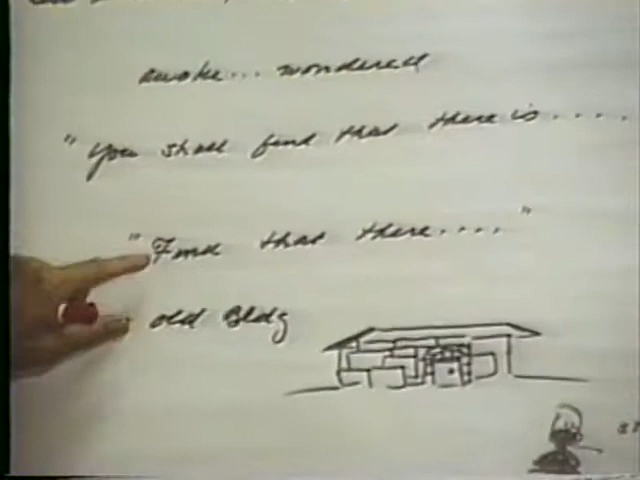 awoke... wondered
"You shall find that there is....
"Find that there...."
old Bldg